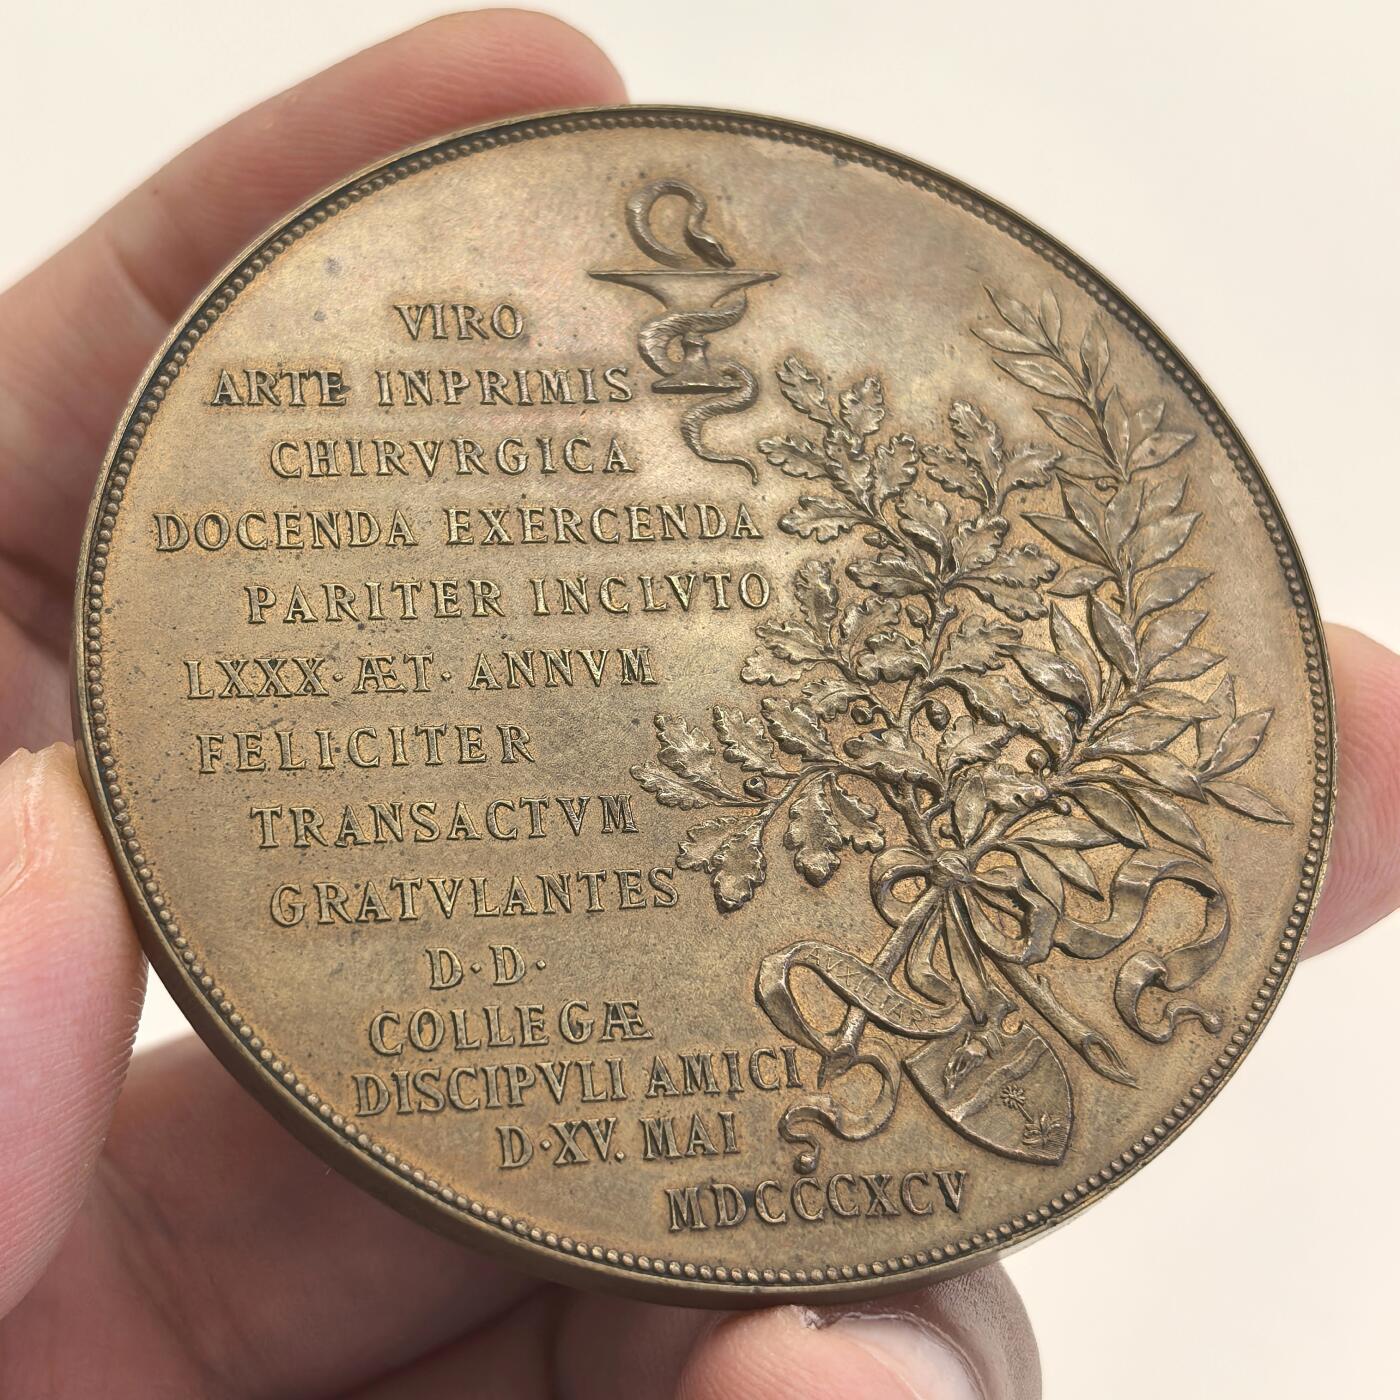 VIRO
ARTE INPRIMIS
CHIRVRGICA
DOCENDA EXERCENDA
PARITER INCLVTO
LXXX·ÆT·ANNVM
FELICITER
TRANSACTVM
GRATVLANTES
D·D·
COLLEGÆ
DISCIPVLI AMICI
D·XV. MAI
MDCCCXCV
AVXILIARI